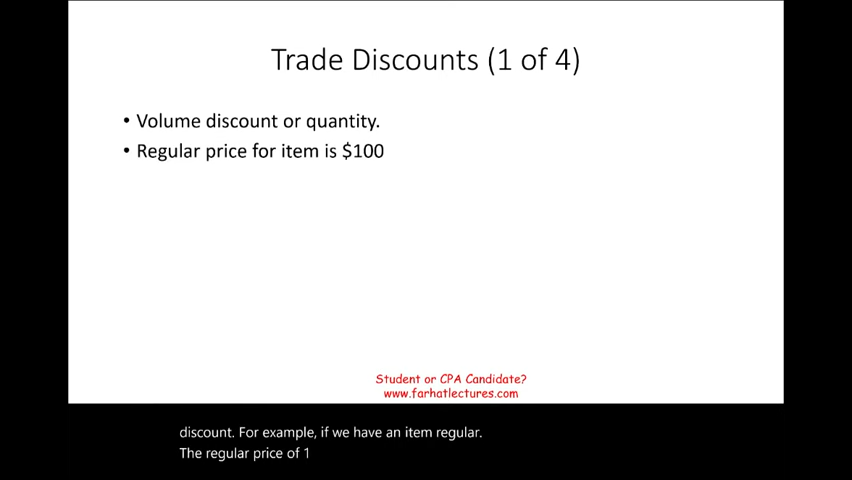 Trade Discounts (1 of 4)
• Volume discount or quantity.
• Regular price for item is $100
Student or CPA Candidate?
www.farhatlectures.com
discount. For example, if we have an item regular.
The regular price of 1